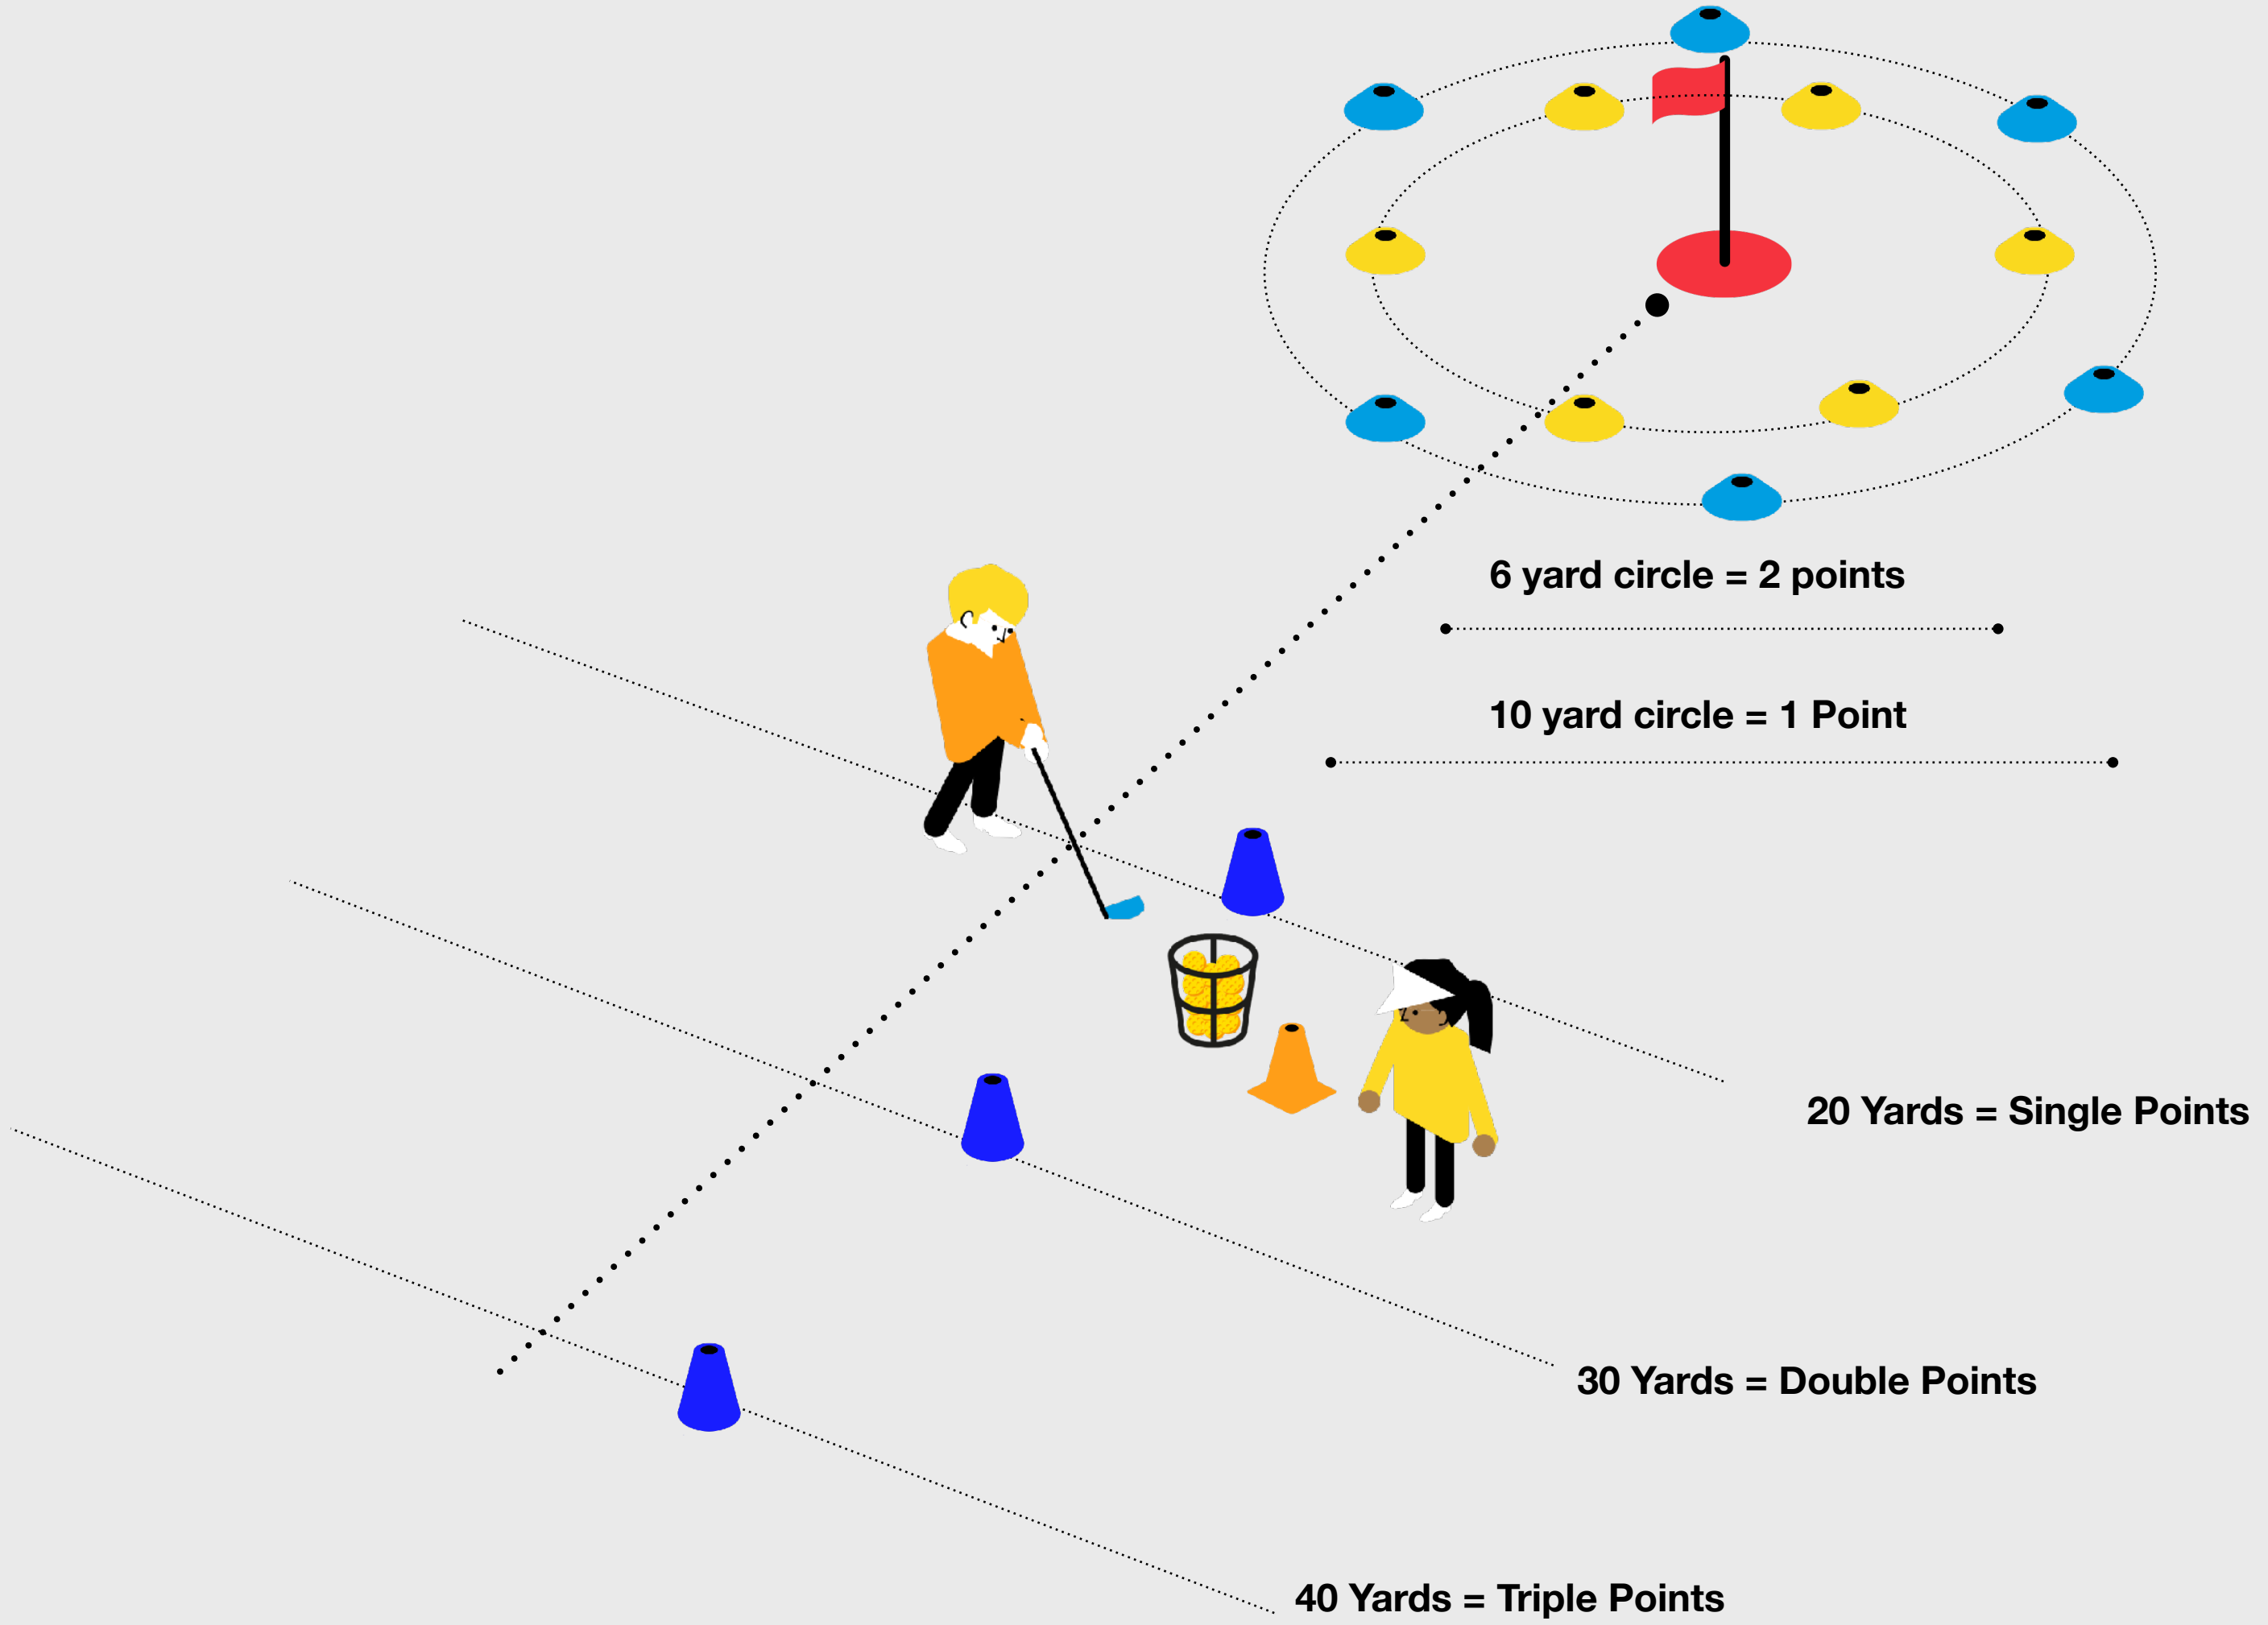 6 yard circle = 2 points
10 yard circle = 1 Point
20 Yards = Single Points
30 Yards = Double Points
40 Yards = Triple Points